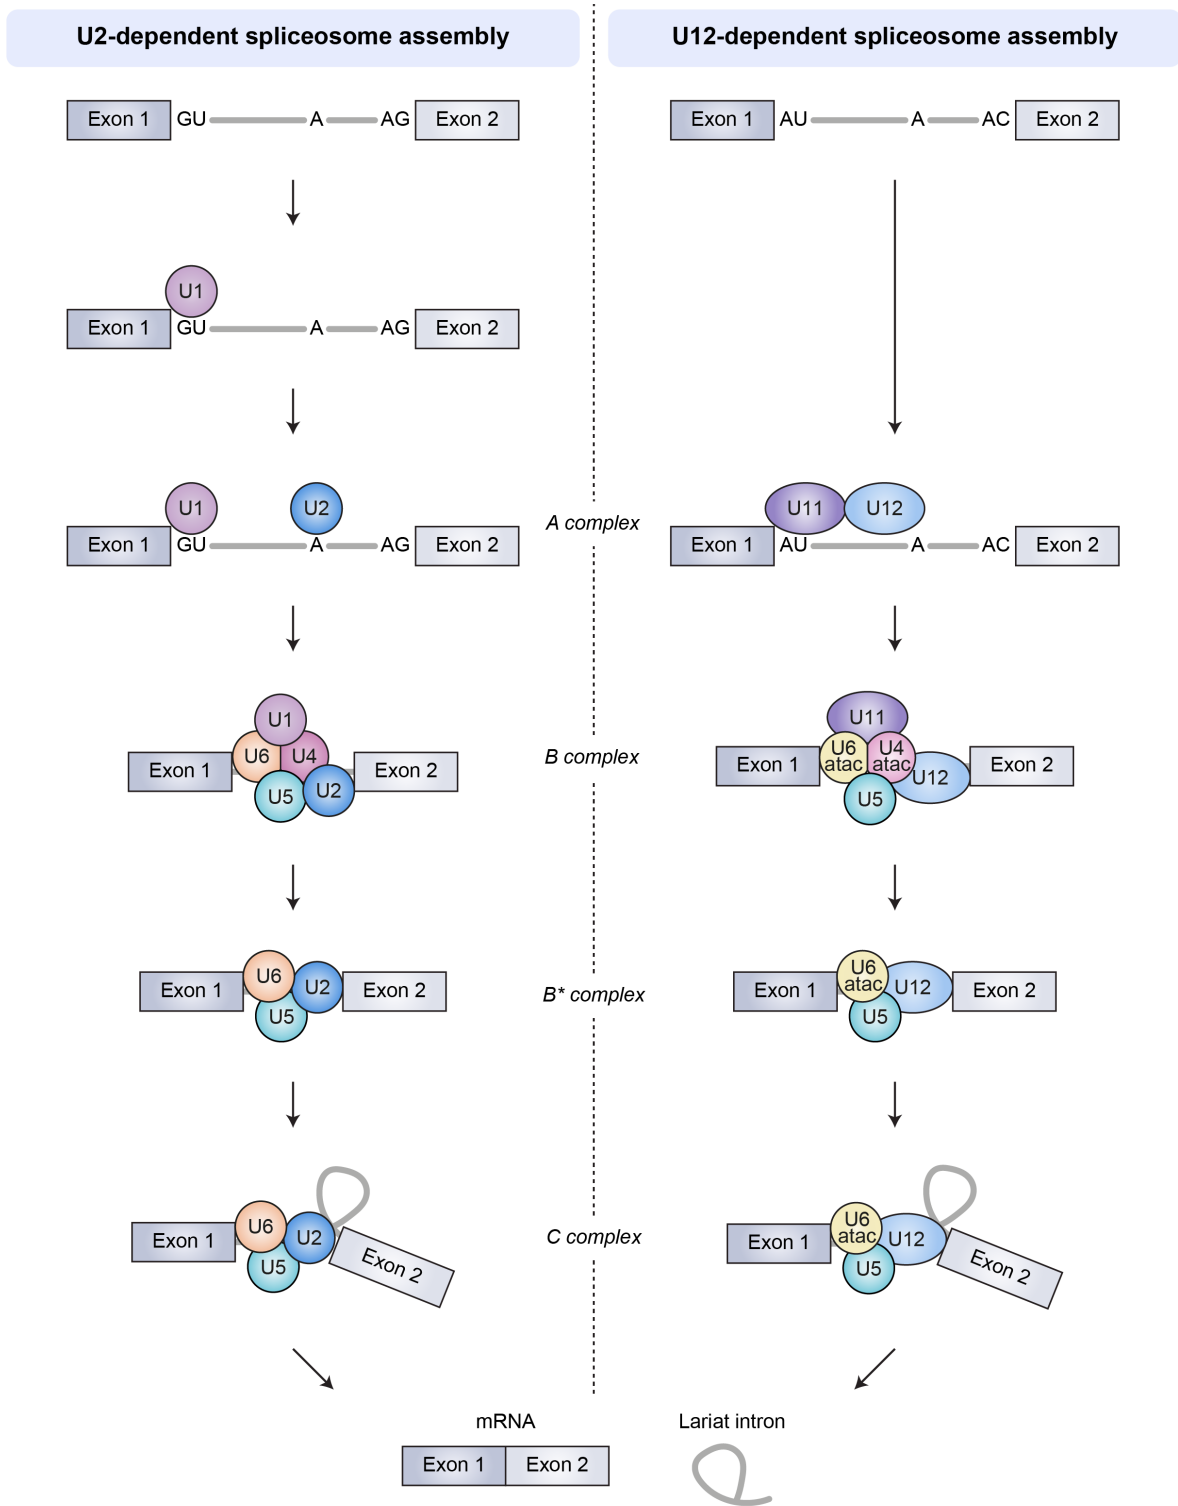 U2-dependent spliceosome assembly
U12-dependent spliceosome assembly
Exon 1 GU A AG Exon 2
Exon 1 AU A AC Exon 2
U1
Exon 1 GU A AG Exon 2
U1 U2
Exon 1 GU A AG Exon 2
A complex
U11 U12
Exon 1 AU A AC Exon 2
U1
U6 U4
Exon 1 Exon 2
U5 U2
B complex
U11
U6 atac U4 atac
Exon 1 U12 Exon 2
U5
U6
Exon 1 U2 Exon 2
U5
B* complex
U6 atac
Exon 1 U12 Exon 2
U5
U6
Exon 1 U2
U5 Exon 2
C complex
U6 atac
Exon 1 U12
U5 Exon 2
mRNA
Exon 1 Exon 2
Lariat intron